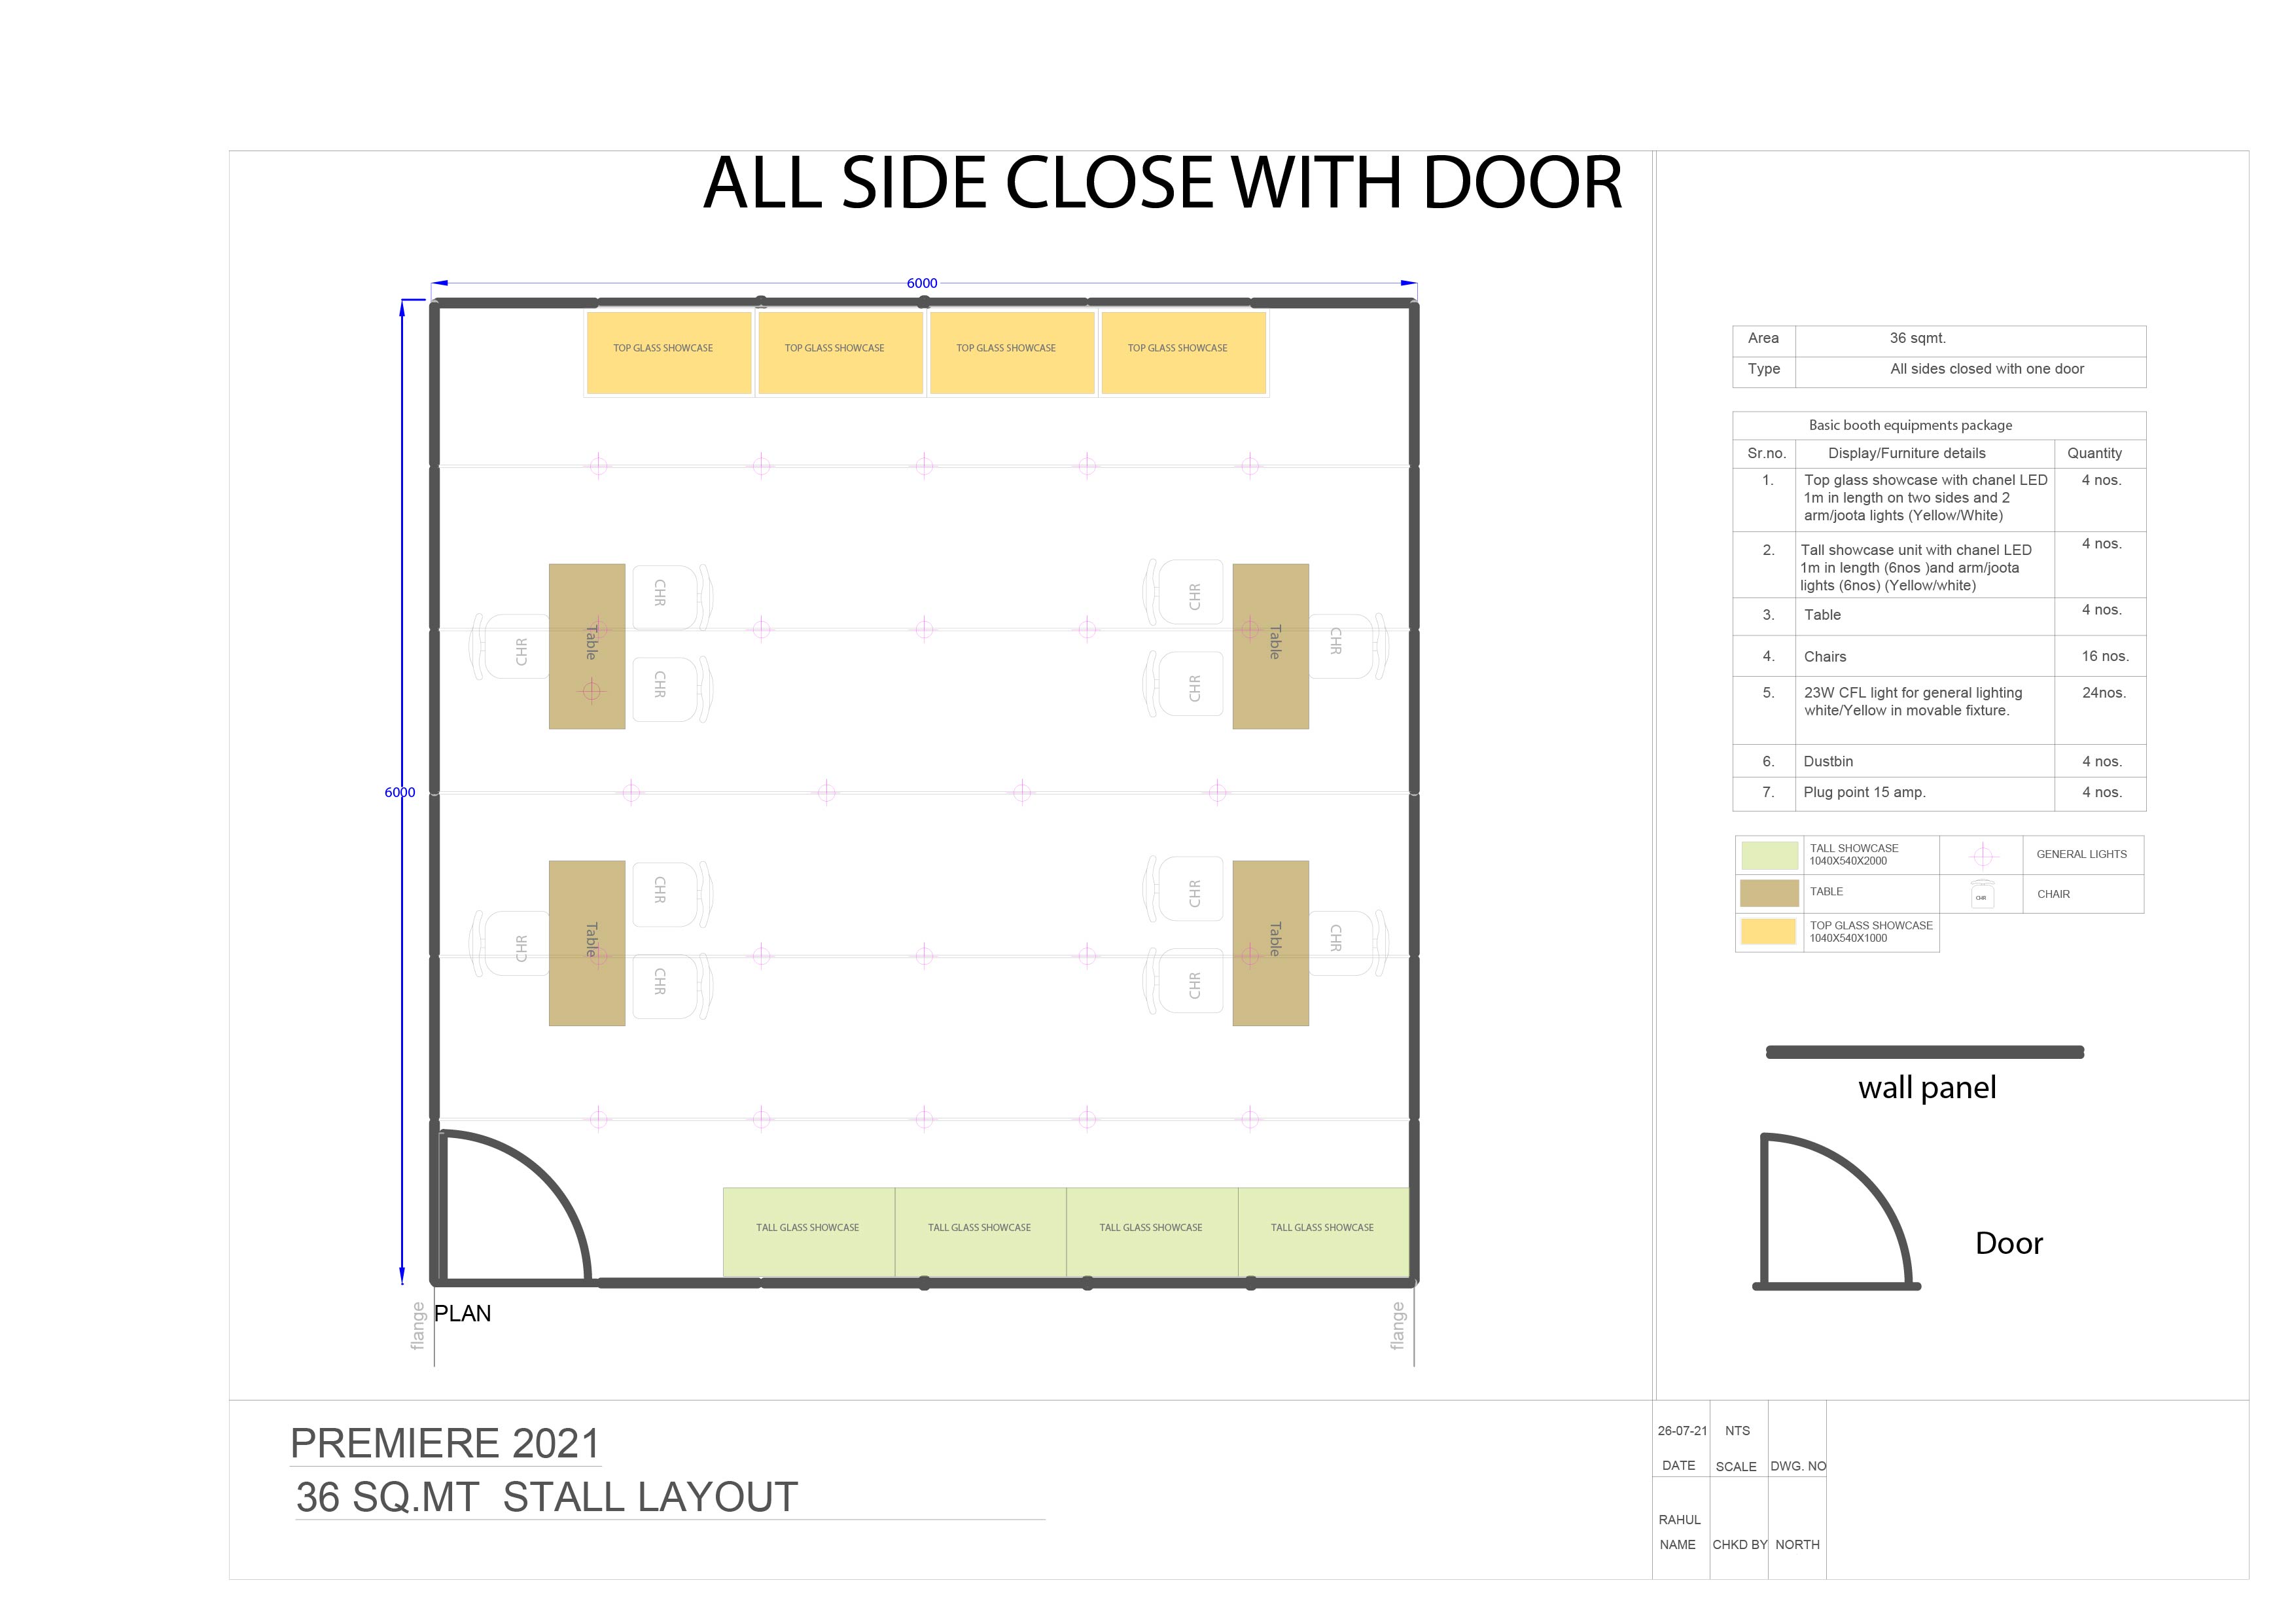 ALL SIDE CLOSE WITH DOOR
6000
TOP GLASS SHOWCASE
TOP GLASS SHOWCASE
TOP GLASS SHOWCASE
TOP GLASS SHOWCASE
6000
CHR
Table
CHR
CHR
CHR
CHR
Table
CHR
CHR
Table
CHR
CHR
CHR
CHR
Table
CHR
TALL GLASS SHOWCASE
TALL GLASS SHOWCASE
TALL GLASS SHOWCASE
TALL GLASS SHOWCASE
flange
PLAN
flange
Area 36 sqmt.
Type All sides closed with one door
Basic booth equipments package
Sr.no. Display/Furniture details Quantity
1. Top glass showcase with chanel LED 4 nos.
1m in length on two sides and 2
arm/joota lights (Yellow/White)
2. Tall showcase unit with chanel LED 4 nos.
1m in length (6nos )and arm/joota
lights (6nos) (Yellow/white)
3. Table 4 nos.
4. Chairs 16 nos.
5. 23W CFL light for general lighting 24nos.
white/Yellow in movable fixture.
6. Dustbin 4 nos.
7. Plug point 15 amp. 4 nos.
TALL SHOWCASE
1040X540X2000
GENERAL LIGHTS
TABLE
CHR
CHAIR
TOP GLASS SHOWCASE
1040X540X1000
wall panel
Door
PREMIERE 2021
36 SQ.MT STALL LAYOUT
26-07-21 NTS
DATE SCALE DWG. NO
RAHUL
NAME CHKD BY NORTH